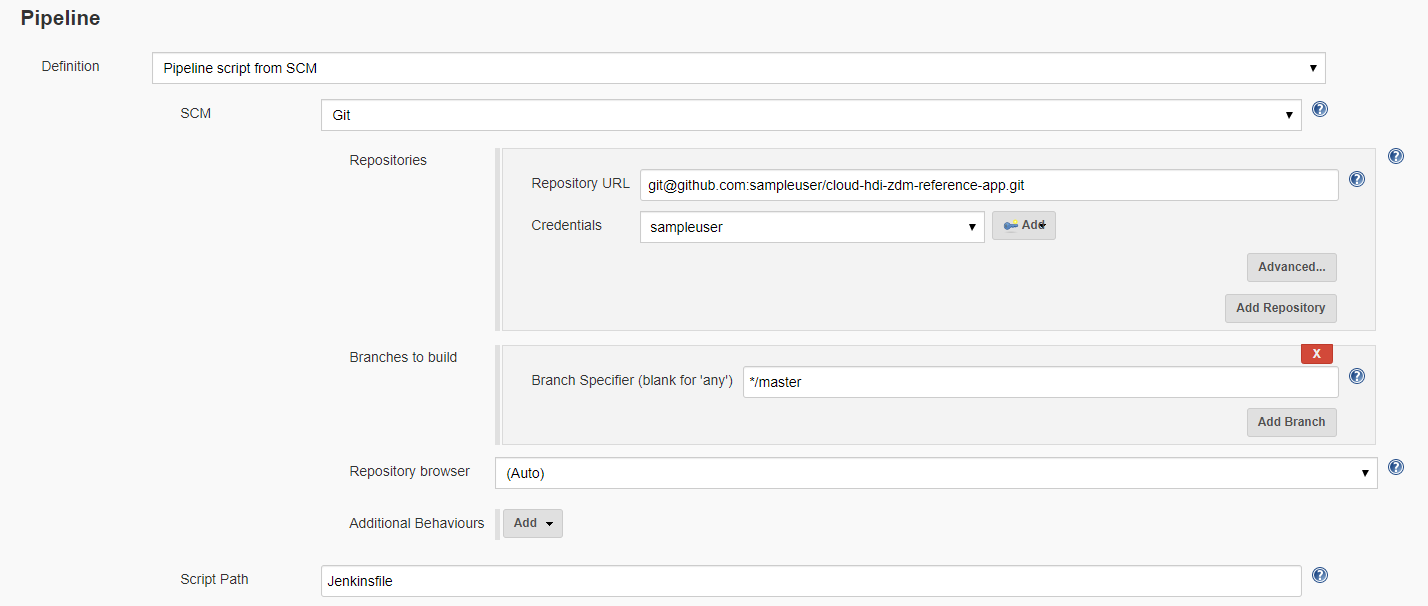 Pipeline
Definition
Pipeline script from SCM
SCM
Git
Repositories
Repository URL
git@github.com:sampleuser/cloud-hdi-zdm-reference-app.git
Credentials
sampleuser
Add
Advanced...
Add Repository
Branches to build
X
Branch Specifier (blank for 'any')
*/master
Add Branch
Repository browser
(Auto)
Additional Behaviours
Add
Script Path
Jenkinsfile